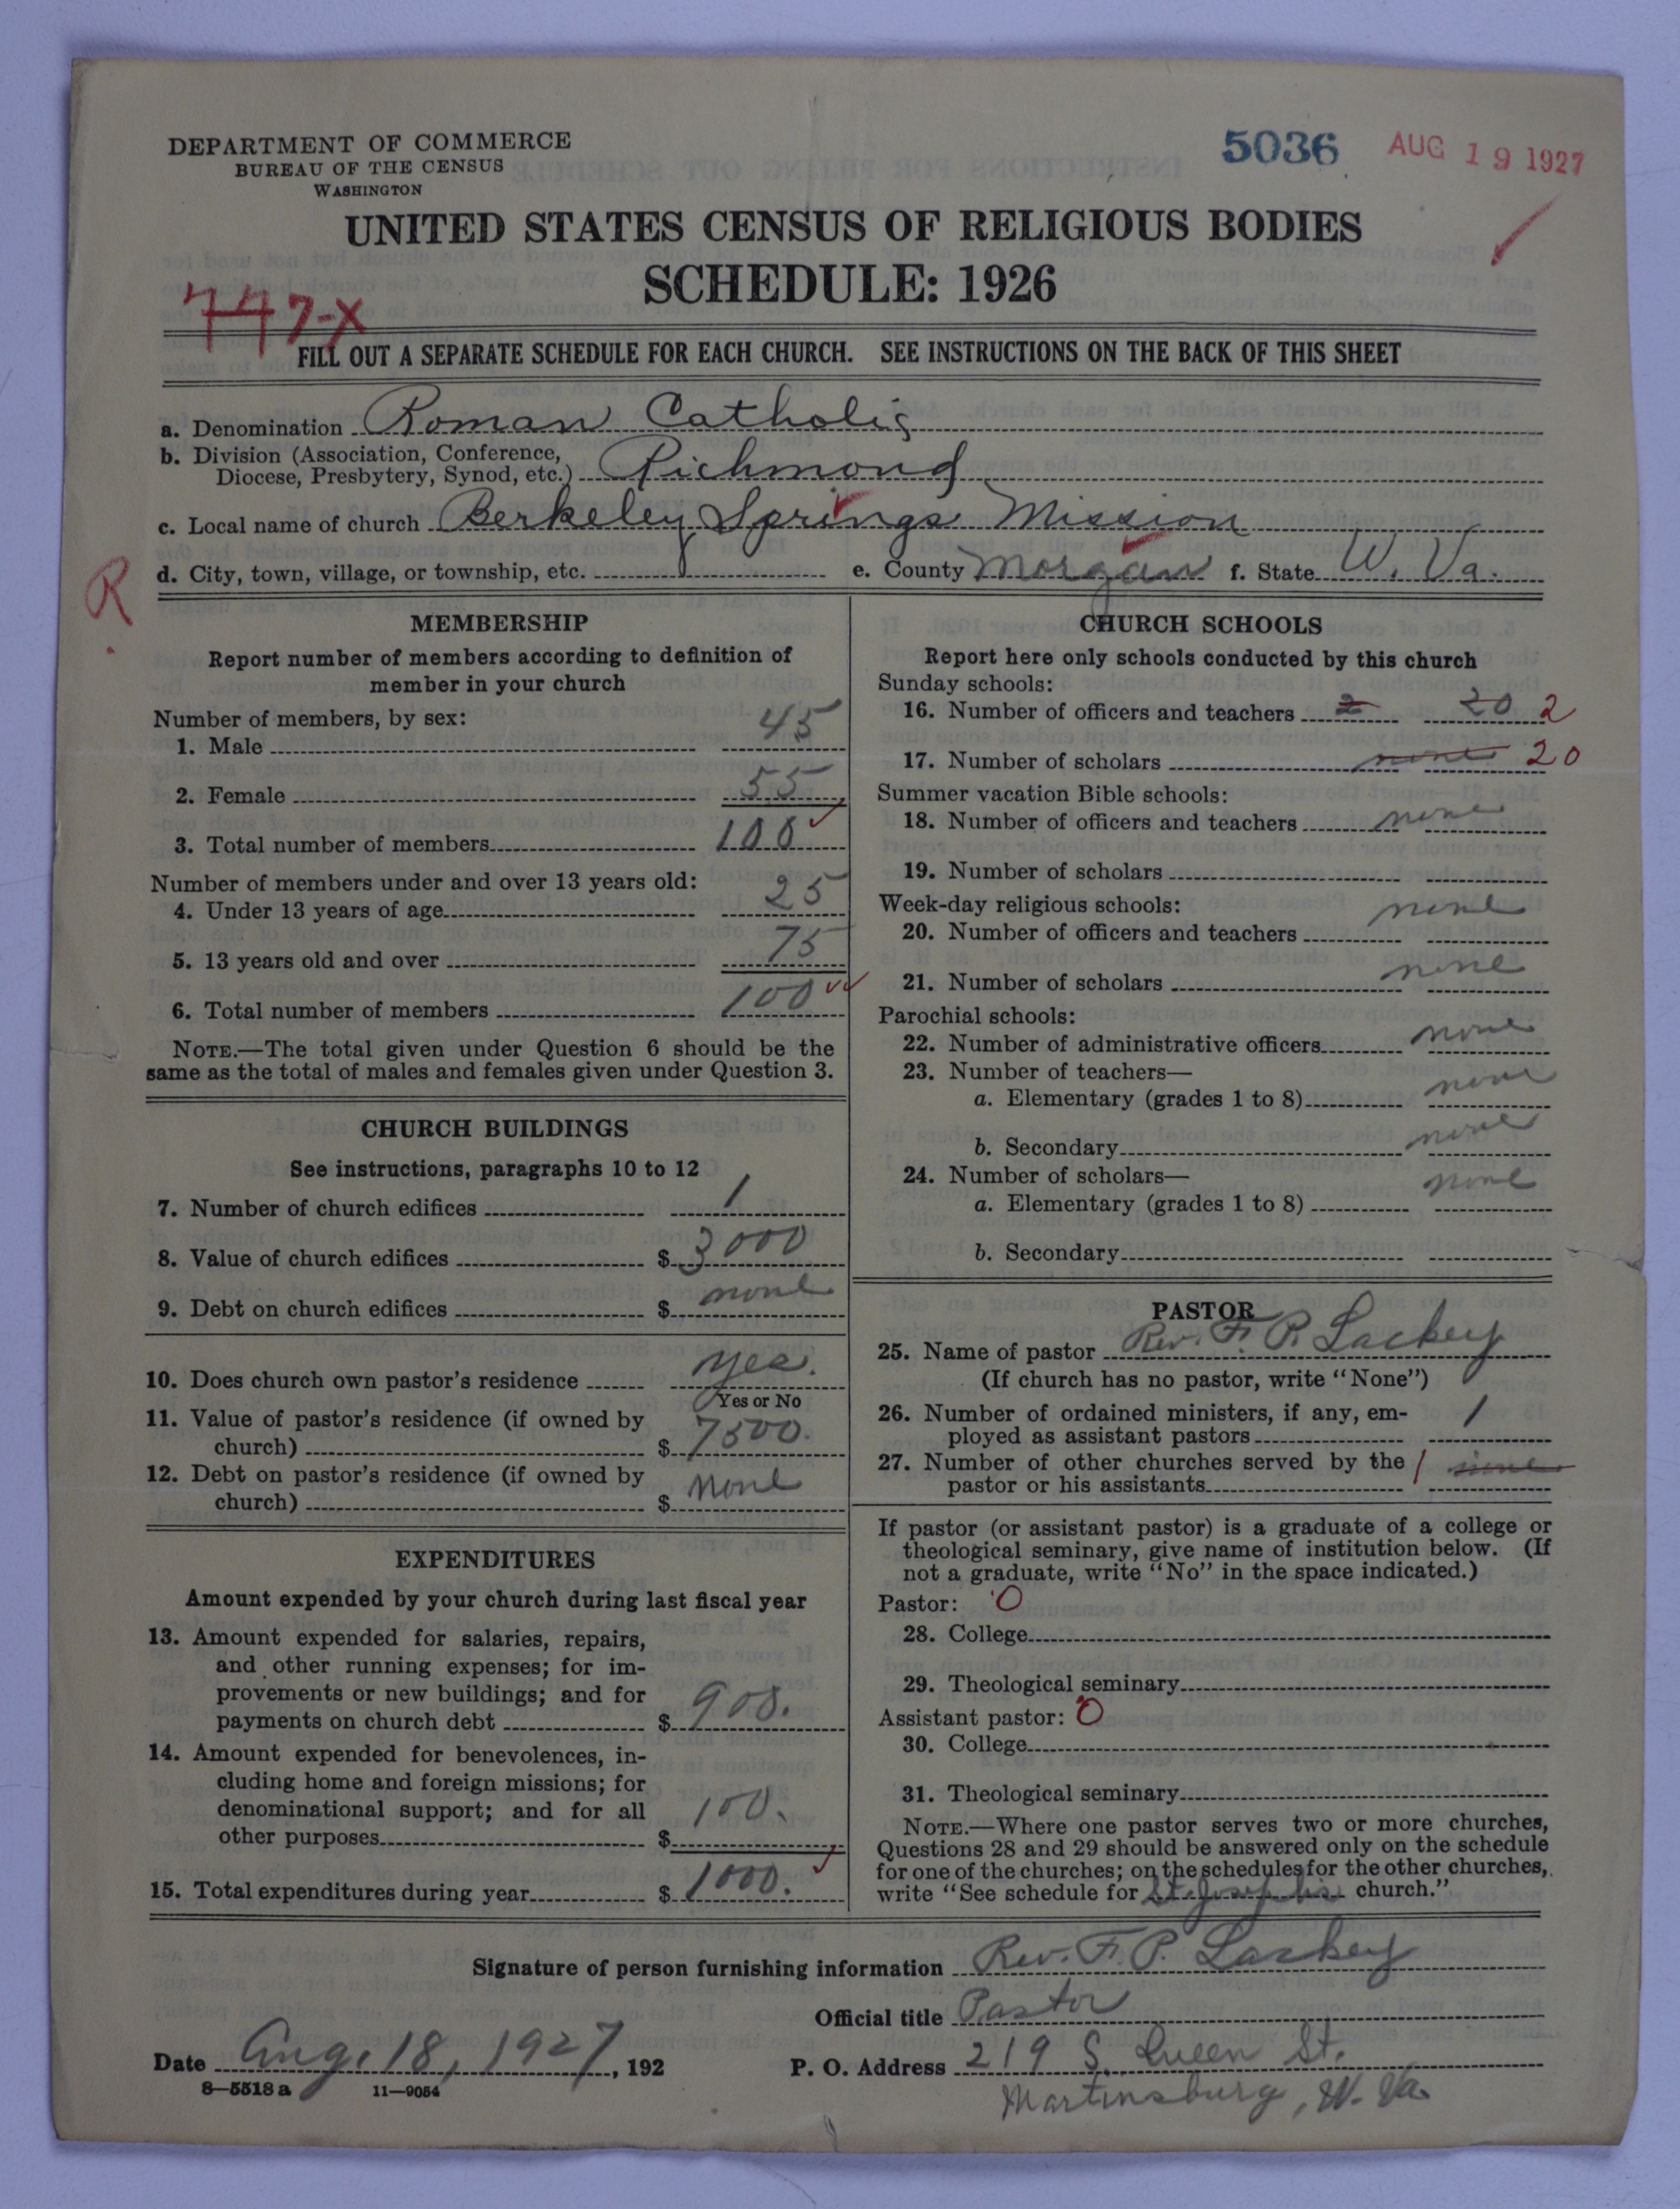 DEPARTMENT OF COMMERCE
BUREAU OF THE CENSUS
WASHINGTON
5036 AUG 19 1927
UNITED STATES CENSUS OF RELIGIOUS BODIES
SCHEDULE: 1926
747-X
FILL OUT A SEPARATE SCHEDULE FOR EACH CHURCH. SEE INSTRUCTIONS ON THE BACK OF THIS SHEET
a. Denomination Roman Catholic
b. Division (Association, Conference,
Diocese, Presbytery, Synod, etc.) Richmond
c. Local name of church Berkeley Springs Mission
d. City, town, village, or township, etc. e. County Morgan f. State W. Va.
R
MEMBERSHIP
Report number of members according to definition of
member in your church
Number of members, by sex:
1. Male 45
2. Female 55
3. Total number of members 100
Number of members under and over 13 years old:
4. Under 13 years of age 25
5. 13 years old and over 75
6. Total number of members 100
NOTE.—The total given under Question 6 should be the
same as the total of males and females given under Question 3.
CHURCH BUILDINGS
See instructions, paragraphs 10 to 12
7. Number of church edifices 1
8. Value of church edifices $ 3000
9. Debt on church edifices $ none
10. Does church own pastor's residence yes.
Yes or No
11. Value of pastor's residence (if owned by
church) $ 7500.
12. Debt on pastor's residence (if owned by
church) $ none
EXPENDITURES
Amount expended by your church during last fiscal year
13. Amount expended for salaries, repairs,
and other running expenses; for im-
provements or new buildings; and for
payments on church debt $ 900.
14. Amount expended for benevolences, in-
cluding home and foreign missions; for
denominational support; and for all
other purposes $ 100.
15. Total expenditures during year $ 1000.
CHURCH SCHOOLS
Report here only schools conducted by this church
Sunday schools:
16. Number of officers and teachers 2 20 2
17. Number of scholars none 20
Summer vacation Bible schools:
18. Number of officers and teachers none
19. Number of scholars
Week-day religious schools:
20. Number of officers and teachers none
21. Number of scholars none
Parochial schools:
22. Number of administrative officers none
23. Number of teachers—
a. Elementary (grades 1 to 8) none
b. Secondary none
24. Number of scholars—
a. Elementary (grades 1 to 8) none
b. Secondary
PASTOR
25. Name of pastor Rev. F. P. Lackey
(If church has no pastor, write "None")
26. Number of ordained ministers, if any, em-
ployed as assistant pastors 1
27. Number of other churches served by the
pastor or his assistants 1 none
If pastor (or assistant pastor) is a graduate of a college or
theological seminary, give name of institution below. (If
not a graduate, write "No" in the space indicated.)
Pastor: O
28. College
29. Theological seminary
Assistant pastor: O
30. College
31. Theological seminary
NOTE.—Where one pastor serves two or more churches,
Questions 28 and 29 should be answered only on the schedule
for one of the churches; on the schedules for the other churches,
write "See schedule for St. Joseph's church."
Signature of person furnishing information Rev. F. P. Lackey
Official title Pastor
Date Aug. 18, 1927, 192 P. O. Address 219 S. Queen St.
8—5518 a 11—9054 Martinsburg, W. Va.